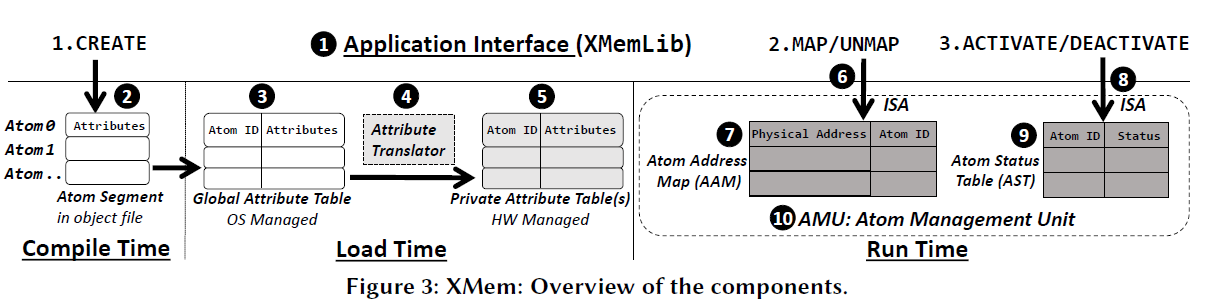 1.CREATE
1 Application Interface (XMemLib)
2.MAP/UNMAP
3.ACTIVATE/DEACTIVATE
2
Atom0
Attributes
Atom1
Atom..
Atom Segment
in object file
Compile Time
3
Atom ID Attributes
Global Attribute Table
OS Managed
4
Attribute
Translator
5
Atom ID Attributes
Private Attribute Table(s)
HW Managed
Load Time
6
ISA
7
Physical Address Atom ID
Atom Address
Map (AAM)
8
ISA
9
Atom ID Status
Atom Status
Table (AST)
10 AMU: Atom Management Unit
Run Time
Figure 3: XMem: Overview of the components.